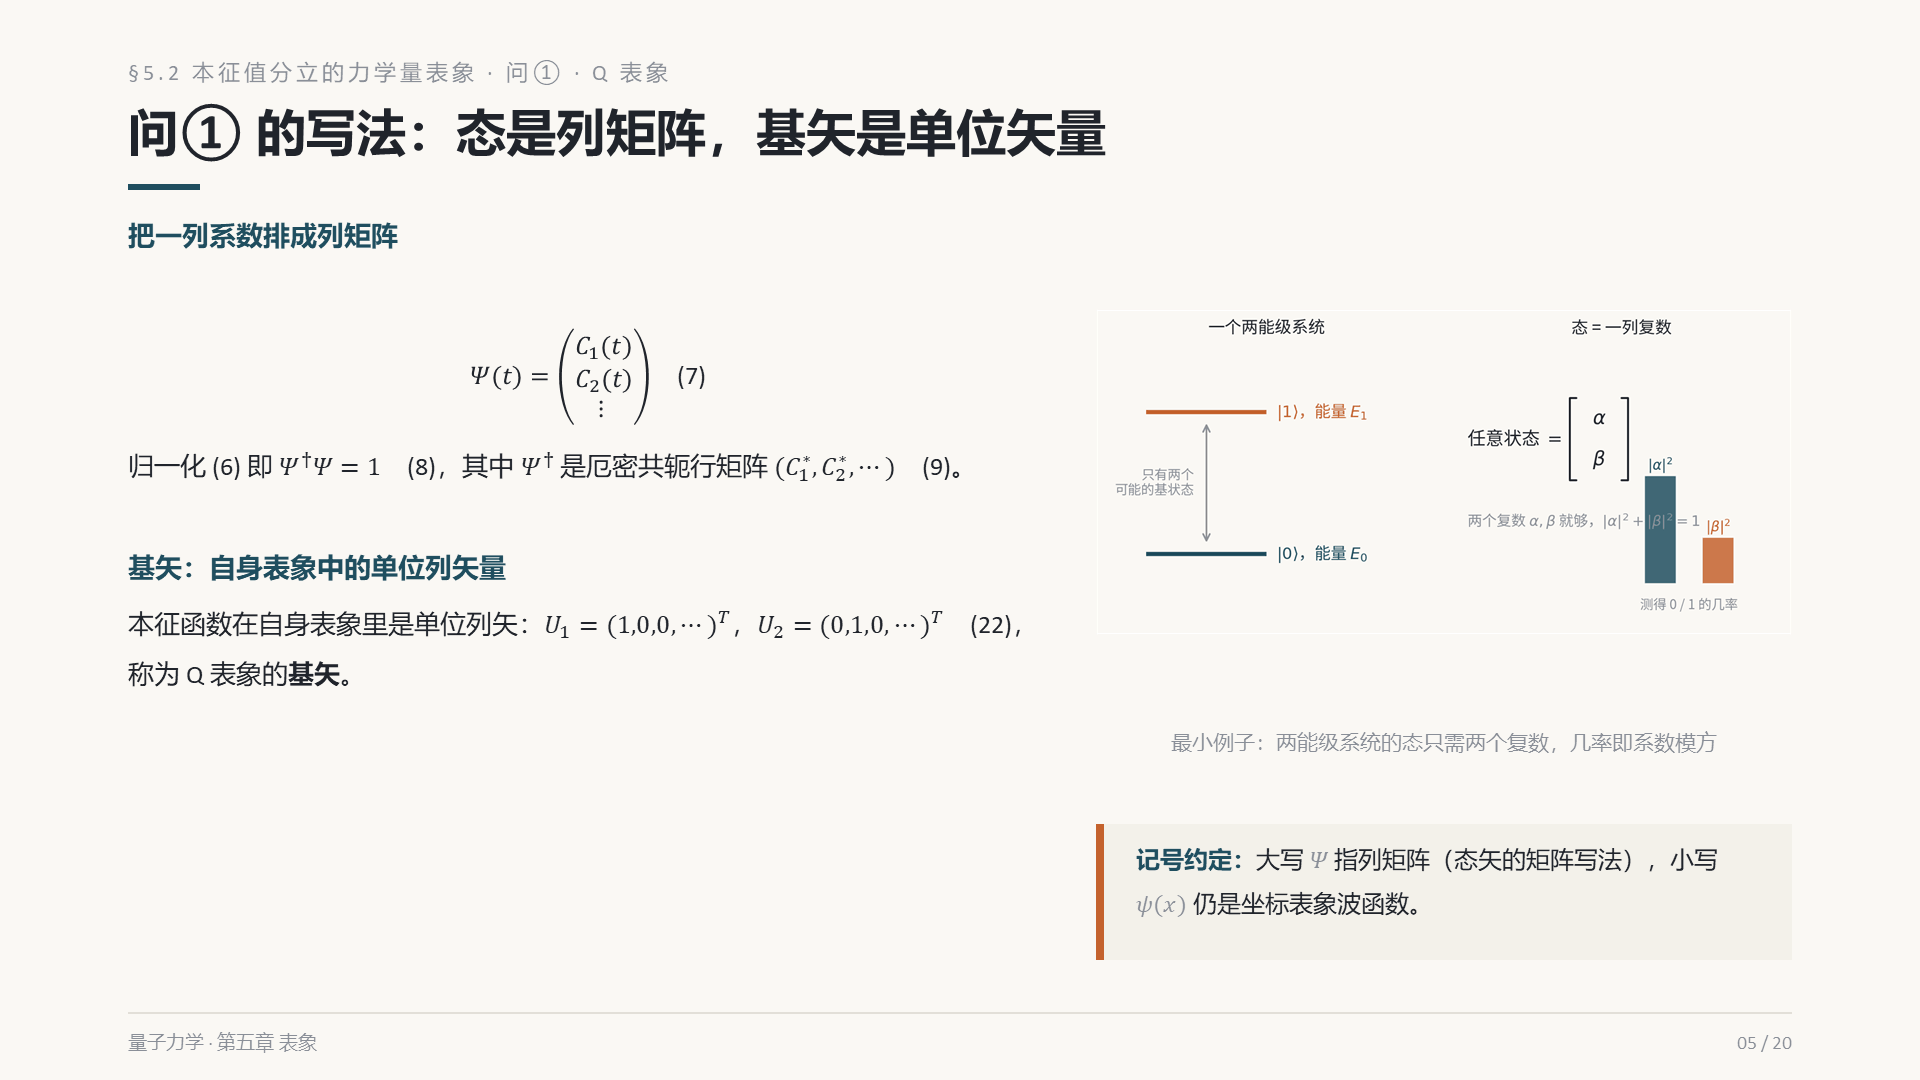 §5.2 本征值分立的力学量表象 · 问① · Q 表象
问① 的写法：态是列矩阵，基矢是单位矢量
把一列系数排成列矩阵
Ψ(t) = (C₁(t) C₂(t) ⋮) (7)
归一化 (6) 即 Ψ†Ψ = 1 (8)，其中 Ψ† 是厄密共轭行矩阵 (C₁*, C₂*, ⋯) (9)。
基矢：自身表象中的单位列矢量
本征函数在自身表象里是单位列矢：U₁ = (1,0,0,⋯)ᵀ，U₂ = (0,1,0,⋯)ᵀ (22)，
称为 Q 表象的基矢。
一个两能级系统
|1⟩，能量 E₁
只有两个
可能的基状态
|0⟩，能量 E₀
态 = 一列复数
任意状态 = [α β]
|α|²
两个复数 α, β 就够，|α|² + |β|² = 1
|β|²
测得 0 / 1 的几率
最小例子：两能级系统的态只需两个复数，几率即系数模方
记号约定：大写 Ψ 指列矩阵（态矢的矩阵写法），小写
ψ(x) 仍是坐标表象波函数。
量子力学 · 第五章 表象
05 / 20